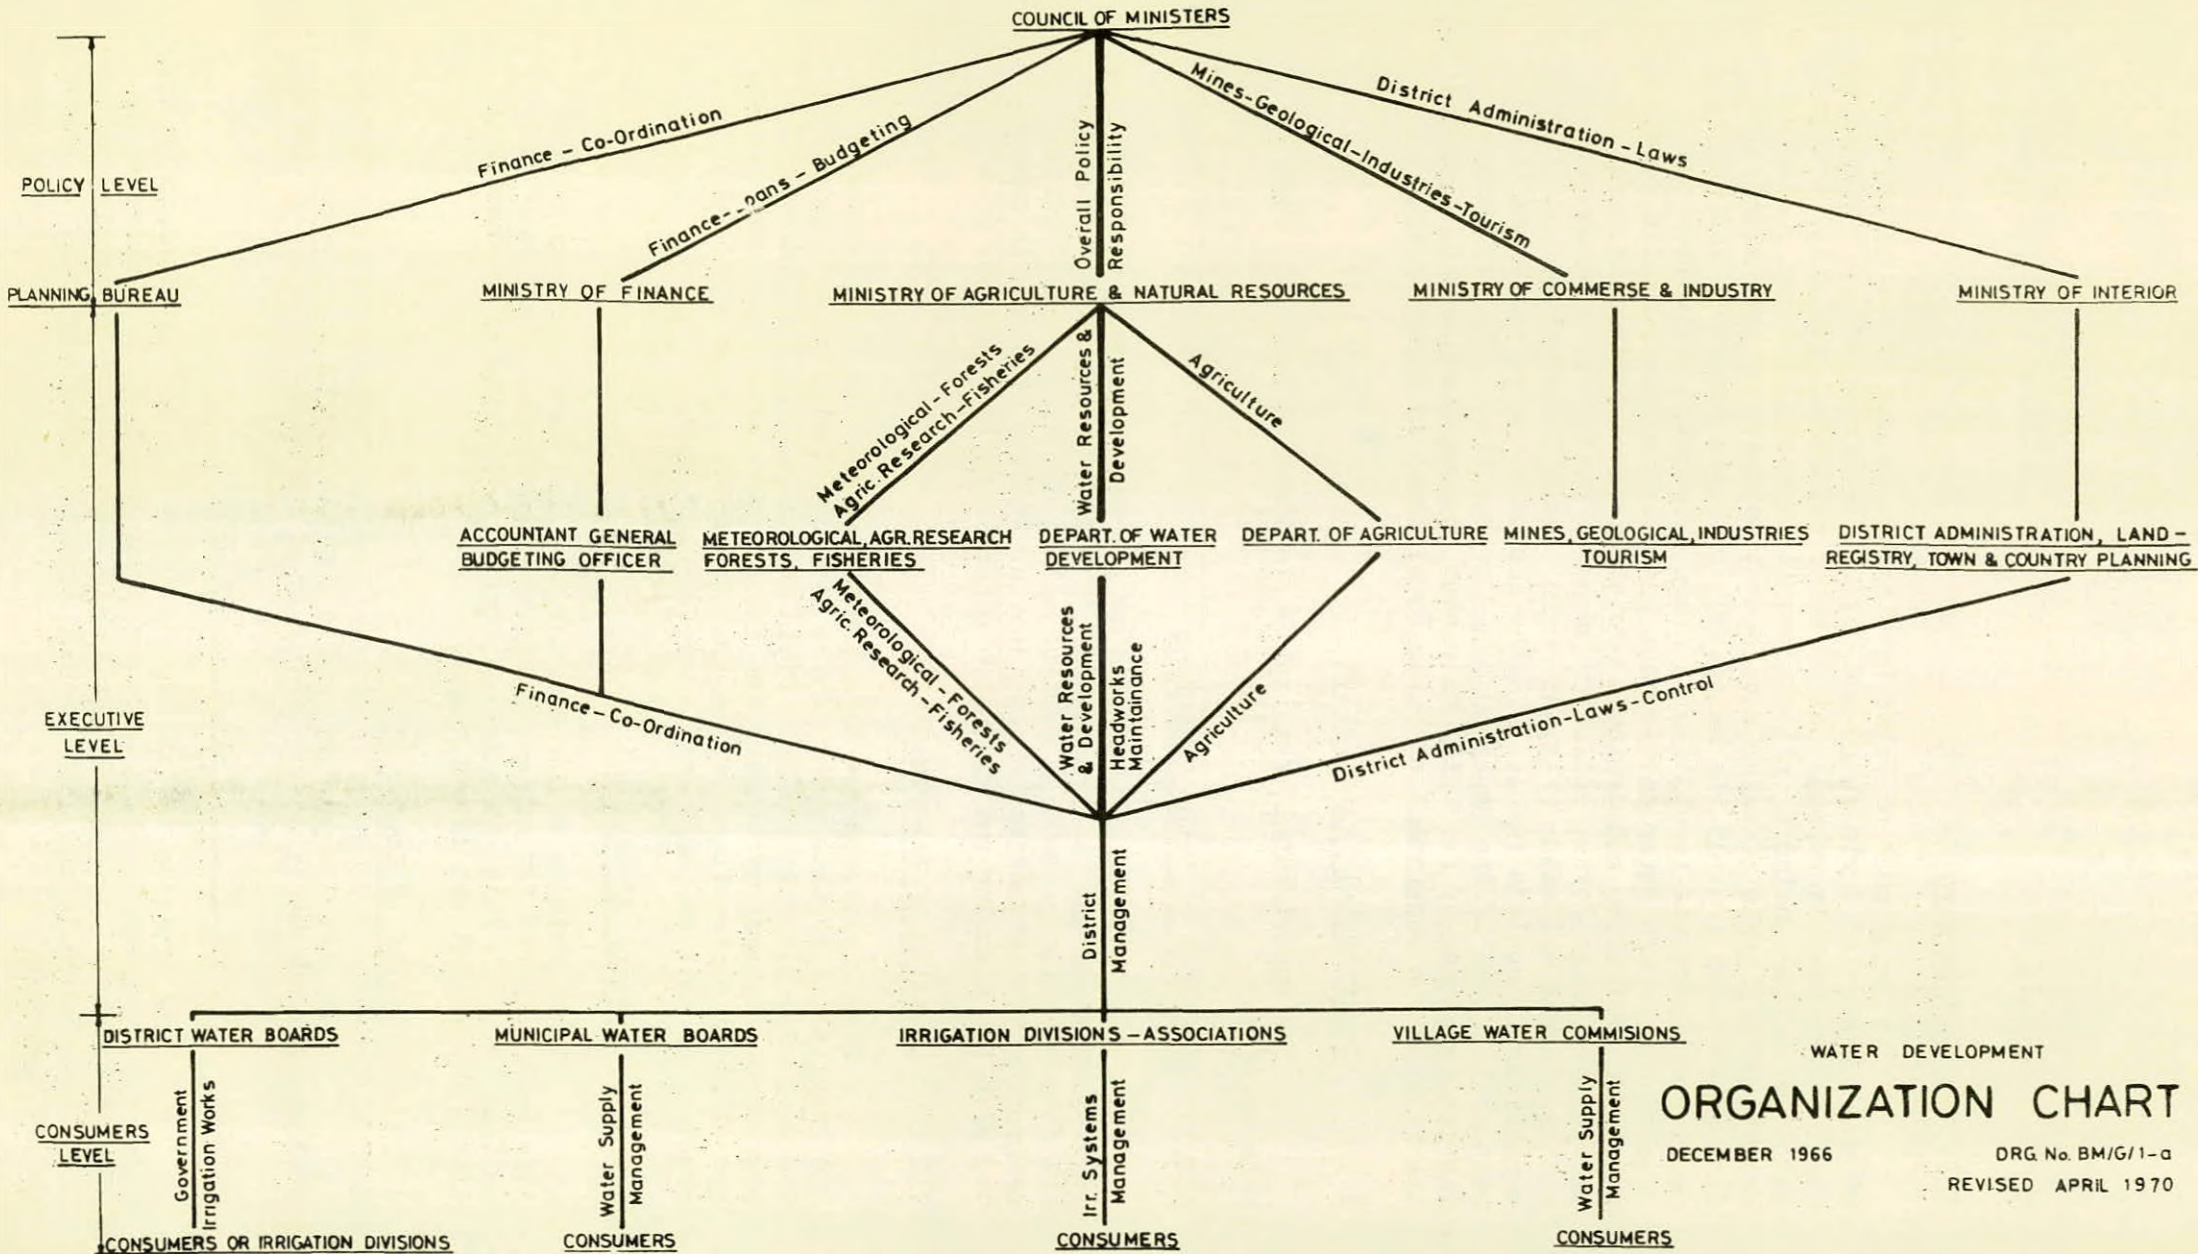 COUNCIL OF MINISTERS
Finance - Co-Ordination
Finance - Budgeting
Overall Policy
Responsibility
Mines-Geological-Industries-Tourism
District Administration - Laws
POLICY LEVEL
PLANNING BUREAU
MINISTRY OF FINANCE
MINISTRY OF AGRICULTURE & NATURAL RESOURCES
MINISTRY OF COMMERSE & INDUSTRY
MINISTRY OF INTERIOR
Meteorological - Forests
Agric. Research-Fisheries
Water Resources &
Development
Agriculture
ACCOUNTANT GENERAL
BUDGETING OFFICER
METEOROLOGICAL, AGR. RESEARCH
FORESTS, FISHERIES
DEPART. OF WATER
DEVELOPMENT
DEPART. OF AGRICULTURE
MINES, GEOLOGICAL, INDUSTRIES
TOURISM
DISTRICT ADMINISTRATION, LAND-
REGISTRY, TOWN & COUNTRY PLANNING
EXECUTIVE
LEVEL
Finance - Co-Ordination
Meteorological - Forests
Agric. Research - Fisheries
Water Resources
& Development
Headworks
Maintainance
Agriculture
District Administration-Laws-Control
District
Management
DISTRICT WATER BOARDS
MUNICIPAL WATER BOARDS
IRRIGATION DIVISIONS - ASSOCIATIONS
VILLAGE WATER COMMISIONS
CONSUMERS
LEVEL
Government
Irrigation Works
Water Supply
Management
Irr. Systems
Management
Water Supply
Management
CONSUMERS OR IRRIGATION DIVISIONS
CONSUMERS
CONSUMERS
CONSUMERS
WATER DEVELOPMENT
ORGANIZATION CHART
DECEMBER 1966
DRG. No. BM/G/1-a
REVISED APRIL 1970